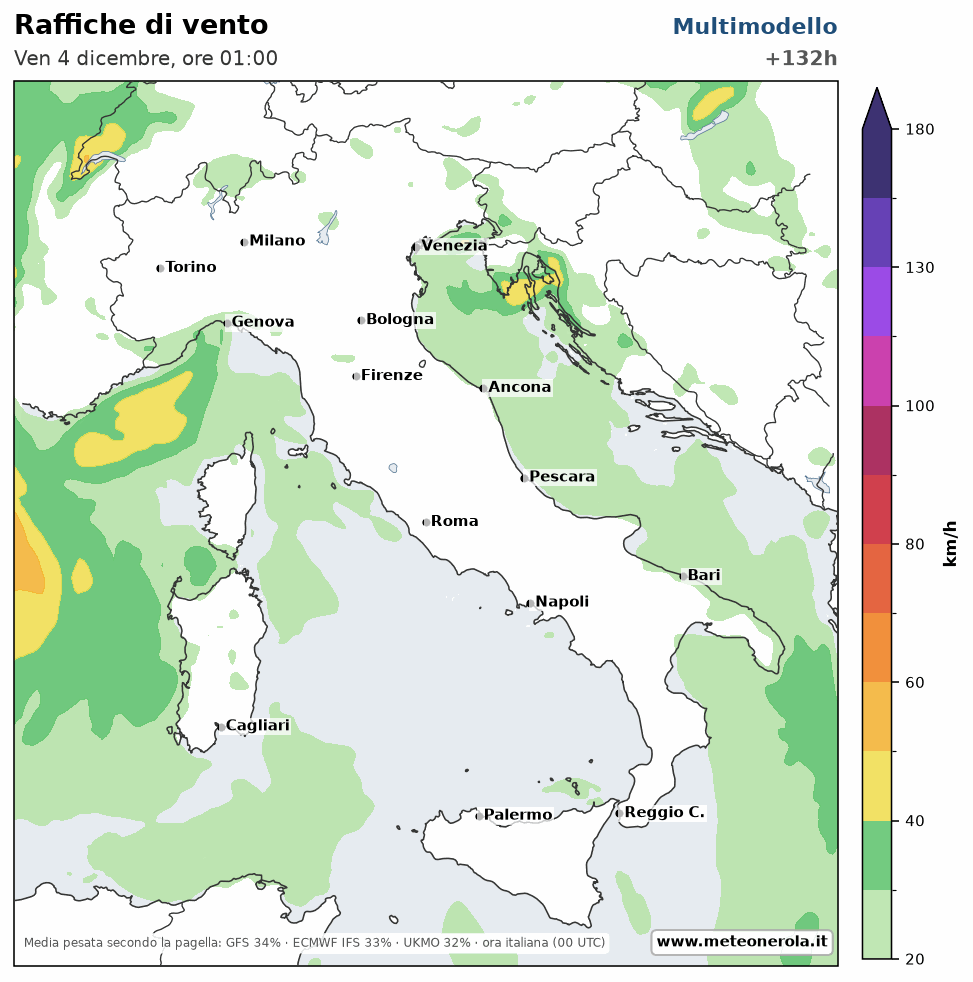 Raffiche di vento
Multimodello
Ven 4 dicembre, ore 01:00
+132h
180
130
100
80
60
40
20
km/h
Milano
Venezia
Torino
Genova
Bologna
Firenze
Ancona
Pescara
Roma
Bari
Napoli
Cagliari
Palermo
Reggio C.
Media pesata secondo la pagella: GFS 34% · ECMWF IFS 33% · UKMO 32% · ora italiana (00 UTC)
www.meteonerola.it